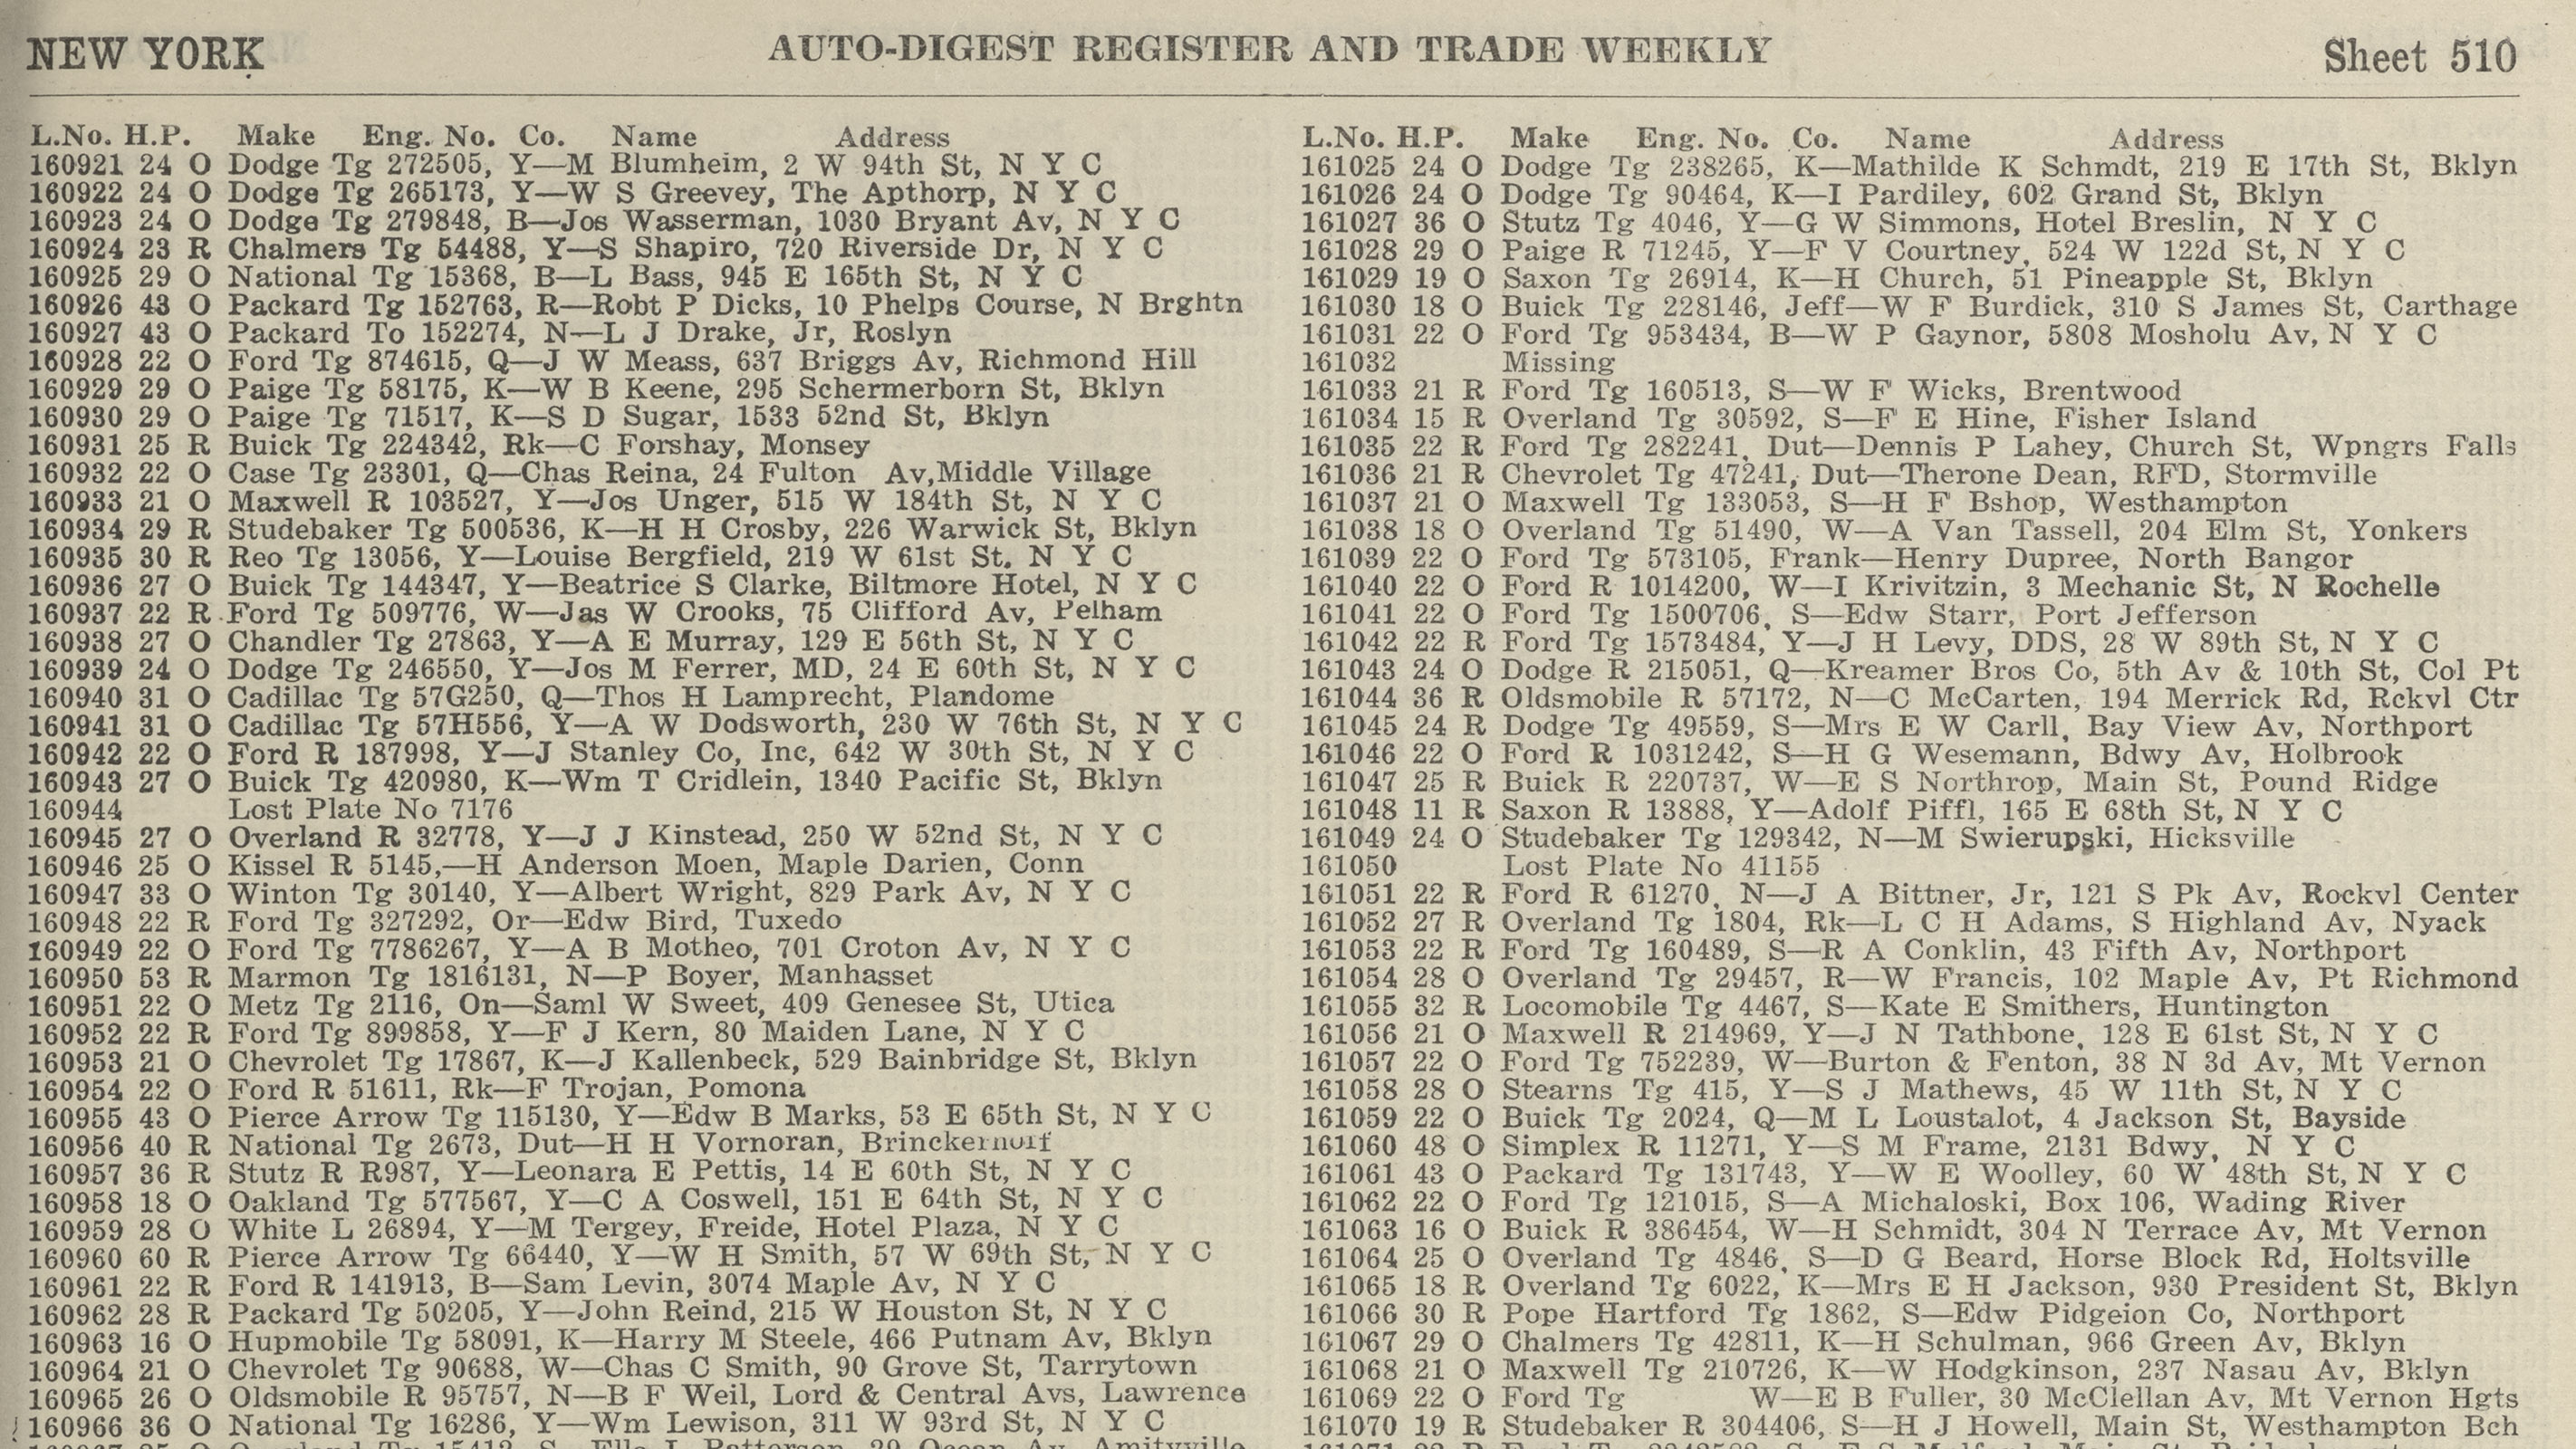 NEW YORK
AUTO-DIGEST REGISTER AND TRADE WEEKLY
Sheet 510
L.No. H.P. Make Eng. No. Co. Name Address
160921 24 O Dodge Tg 272505, Y—M Blumheim, 2 W 94th St, N Y C
160922 24 O Dodge Tg 265173, Y—W S Greevey, The Apthorp, N Y C
160923 24 O Dodge Tg 279848, B—Jos Wasserman, 1030 Bryant Av, N Y C
160924 23 R Chalmers Tg 54488, Y—S Shapiro, 720 Riverside Dr, N Y C
160925 29 O National Tg 15368, B—L Bass, 945 E 165th St, N Y C
160926 43 O Packard Tg 152763, R—Robt P Dicks, 10 Phelps Course, N Brghtn
160927 43 O Packard To 152274, N—L J Drake, Jr, Roslyn
160928 22 O Ford Tg 874615, Q—J W Meass, 637 Briggs Av, Richmond Hill
160929 29 O Paige Tg 58175, K—W B Keene, 295 Schermerborn St, Bklyn
160930 29 O Paige Tg 71517, K—S D Sugar, 1533 52nd St, Bklyn
160931 25 R Buick Tg 224342, Rk—C Forshay, Monsey
160932 22 O Case Tg 23301, Q—Chas Reina, 24 Fulton Av,Middle Village
160933 21 O Maxwell R 103527, Y—Jos Unger, 515 W 184th St, N Y C
160934 29 R Studebaker Tg 500536, K—H H Crosby, 226 Warwick St, Bklyn
160935 30 R Reo Tg 13056, Y—Louise Bergfield, 219 W 61st St. N Y C
160936 27 O Buick Tg 144347, Y—Beatrice S Clarke, Biltmore Hotel, N Y C
160937 22 R Ford Tg 509776, W—Jas W Crooks, 75 Clifford Av, Pelham
160938 27 O Chandler Tg 27863, Y—A E Murray, 129 E 56th St, N Y C
160939 24 O Dodge Tg 246550, Y—Jos M Ferrer, MD, 24 E 60th St, N Y C
160940 31 O Cadillac Tg 57G250, Q—Thos H Lamprecht, Plandome
160941 31 O Cadillac Tg 57H556, Y—A W Dodsworth, 230 W 76th St, N Y C
160942 22 O Ford R 187998, Y—J Stanley Co, Inc, 642 W 30th St, N Y C
160943 27 O Buick Tg 420980, K—Wm T Cridlein, 1340 Pacific St, Bklyn
160944 Lost Plate No 7176
160945 27 O Overland R 32778, Y—J J Kinstead, 250 W 52nd St, N Y C
160946 25 O Kissel R 5145,—H Anderson Moen, Maple Darien, Conn
160947 33 O Winton Tg 30140, Y—Albert Wright, 829 Park Av, N Y C
160948 22 R Ford Tg 327292, Or—Edw Bird, Tuxedo
160949 22 O Ford Tg 7786267, Y—A B Motheo, 701 Croton Av, N Y C
160950 53 R Marmon Tg 1816131, N—P Boyer, Manhasset
160951 22 O Metz Tg 2116, On—Saml W Sweet, 409 Genesee St, Utica
160952 22 R Ford Tg 899858, Y—F J Kern, 80 Maiden Lane, N Y C
160953 21 O Chevrolet Tg 17867, K—J Kallenbeck, 529 Bainbridge St, Bklyn
160954 22 O Ford R 51611, Rk—F Trojan, Pomona
160955 43 O Pierce Arrow Tg 115130, Y—Edw B Marks, 53 E 65th St, N Y C
160956 40 R National Tg 2673, Dut—H H Vornoran, Brinckernoff
160957 36 R Stutz R R987, Y—Leonara E Pettis, 14 E 60th St, N Y C
160958 18 O Oakland Tg 577567, Y—C A Coswell, 151 E 64th St, N Y C
160959 28 O White L 26894, Y—M Tergey, Freide, Hotel Plaza, N Y C
160960 60 R Pierce Arrow Tg 66440, Y—W H Smith, 57 W 69th St, N Y C
160961 22 R Ford R 141913, B—Sam Levin, 3074 Maple Av, N Y C
160962 28 R Packard Tg 50205, Y—John Reind, 215 W Houston St, N Y C
160963 16 O Hupmobile Tg 58091, K—Harry M Steele, 466 Putnam Av, Bklyn
160964 21 O Chevrolet Tg 90688, W—Chas C Smith, 90 Grove St, Tarrytown
160965 26 O Oldsmobile R 95757, N—B F Weil, Lord & Central Avs, Lawrence
160966 36 O National Tg 16286, Y—Wm Lewison, 311 W 93rd St, N Y C
L.No. H.P. Make Eng. No. Co. Name Address
161025 24 O Dodge Tg 238265, K—Mathilde K Schmdt, 219 E 17th St, Bklyn
161026 24 O Dodge Tg 90464, K—I Pardiley, 602 Grand St, Bklyn
161027 36 O Stutz Tg 4046, Y—G W Simmons, Hotel Breslin, N Y C
161028 29 O Paige R 71245, Y—F V Courtney, 524 W 122d St, N Y C
161029 19 O Saxon Tg 26914, K—H Church, 51 Pineapple St, Bklyn
161030 18 O Buick Tg 228146, Jeff—W F Burdick, 310 S James St, Carthage
161031 22 O Ford Tg 953434, B—W P Gaynor, 5808 Mosholu Av, N Y C
161032 Missing
161033 21 R Ford Tg 160513, S—W F Wicks, Brentwood
161034 15 R Overland Tg 30592, S—F E Hine, Fisher Island
161035 22 R Ford Tg 282241, Dut—Dennis P Lahey, Church St, Wpngrs Falls
161036 21 R Chevrolet Tg 47241, Dut—Therone Dean, RFD, Stormville
161037 21 O Maxwell Tg 133053, S—H F Bshop, Westhampton
161038 18 O Overland Tg 51490, W—A Van Tassell, 204 Elm St, Yonkers
161039 22 O Ford Tg 573105, Frank—Henry Dupree, North Bangor
161040 22 O Ford R 1014200, W—I Krivitzin, 3 Mechanic St, N Rochelle
161041 22 O Ford Tg 1500706, S—Edw Starr, Port Jefferson
161042 22 R Ford Tg 1573484, Y—J H Levy, DDS, 28 W 89th St, N Y C
161043 24 O Dodge R 215051, Q—Kreamer Bros Co, 5th Av & 10th St, Col Pt
161044 36 R Oldsmobile R 57172, N—C McCarten, 194 Merrick Rd, Rckvl Ctr
161045 24 R Dodge Tg 49559, S—Mrs E W Carll, Bay View Av, Northport
161046 22 O Ford R 1031242, S—H G Wesemann, Bdwy Av, Holbrook
161047 25 R Buick R 220737, W—E S Northrop, Main St, Pound Ridge
161048 11 R Saxon R 13888, Y—Adolf Piffl, 165 E 68th St, N Y C
161049 24 O Studebaker Tg 129342, N—M Swierupski, Hicksville
161050 Lost Plate No 41155
161051 22 R Ford R 61270, N—J A Bittner, Jr, 121 S Pk Av, Rockvl Center
161052 27 R Overland Tg 1804, Rk—L C H Adams, S Highland Av, Nyack
161053 22 R Ford Tg 160489, S—R A Conklin, 43 Fifth Av, Northport
161054 28 O Overland Tg 29457, R—W Francis, 102 Maple Av, Pt Richmond
161055 32 R Locomobile Tg 4467, S—Kate E Smithers, Huntington
161056 21 O Maxwell R 214969, Y—J N Tathbone, 128 E 61st St, N Y C
161057 22 O Ford Tg 752239, W—Burton & Fenton, 38 N 3d Av, Mt Vernon
161058 28 O Stearns Tg 415, Y—S J Mathews, 45 W 11th St, N Y C
161059 22 O Buick Tg 2024, Q—M L Loustalot, 4 Jackson St, Bayside
161060 48 O Simplex R 11271, Y—S M Frame, 2131 Bdwy, N Y C
161061 43 O Packard Tg 131743, Y—W E Woolley, 60 W 48th St, N Y C
161062 22 O Ford Tg 121015, S—A Michaloski, Box 106, Wading River
161063 16 O Buick R 386454, W—H Schmidt, 304 N Terrace Av, Mt Vernon
161064 25 O Overland Tg 4846, S—D G Beard, Horse Block Rd, Holtsville
161065 18 R Overland Tg 6022, K—Mrs E H Jackson, 930 President St, Bklyn
161066 30 R Pope Hartford Tg 1862, S—Edw Pidgeion Co, Northport
161067 29 O Chalmers Tg 42811, K—H Schulman, 966 Green Av, Bklyn
161068 21 O Maxwell Tg 210726, K—W Hodgkinson, 237 Nasau Av, Bklyn
161069 22 O Ford Tg W—E B Fuller, 30 McClellan Av, Mt Vernon Hgts
161070 19 R Studebaker R 304406, S—H J Howell, Main St, Westhampton Bch